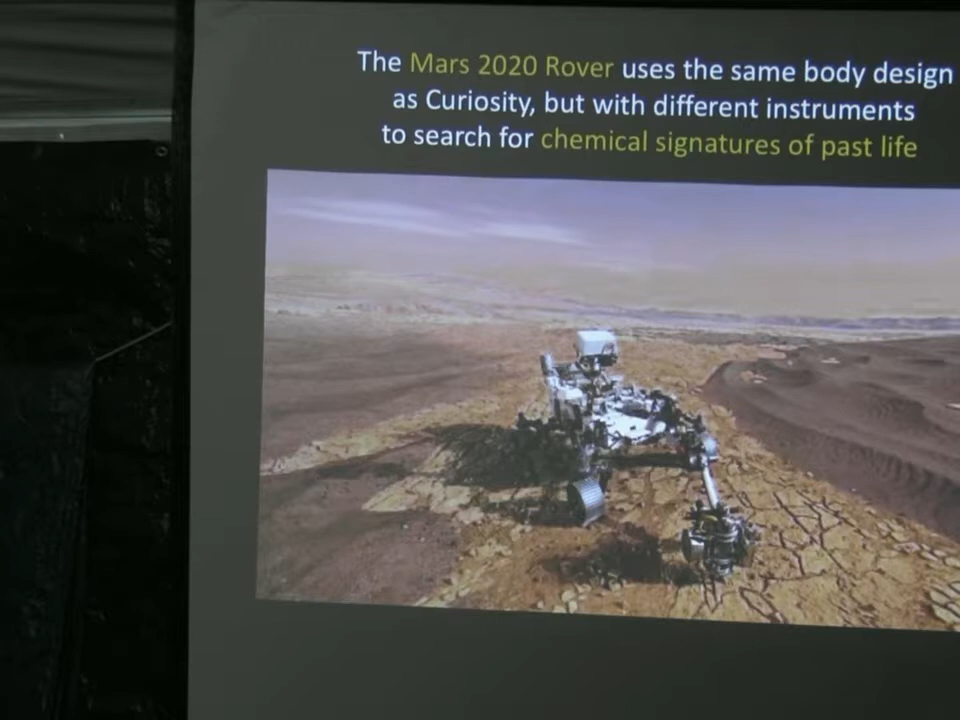 The Mars 2020 Rover uses the same body design
as Curiosity, but with different instruments
to search for chemical signatures of past life